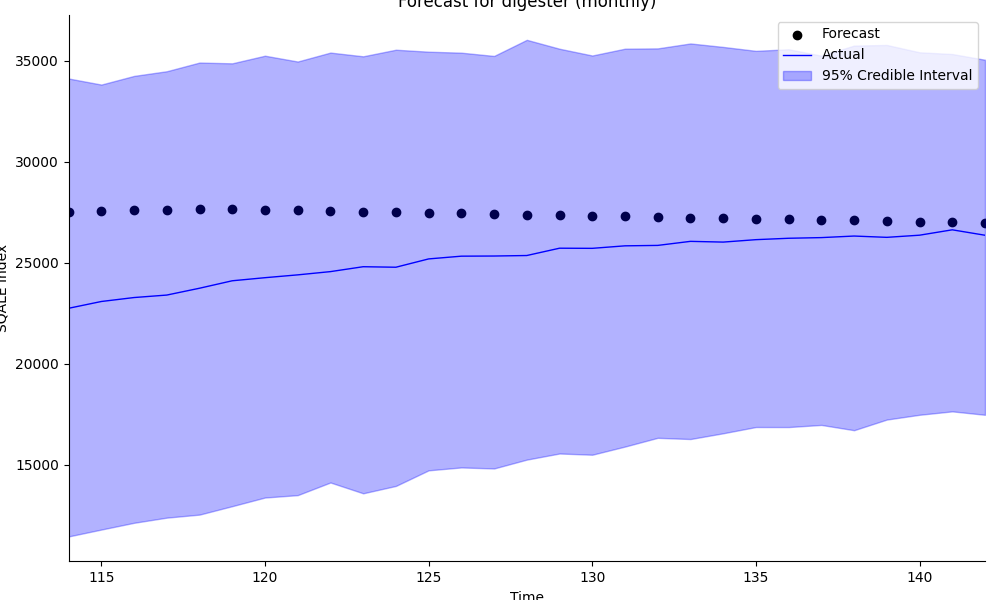 Forecast for digester (monthly)
Forecast
Actual
95% Credible Interval
35000
30000
25000
20000
15000
SQALE Index
115
120
125
130
135
140
Time